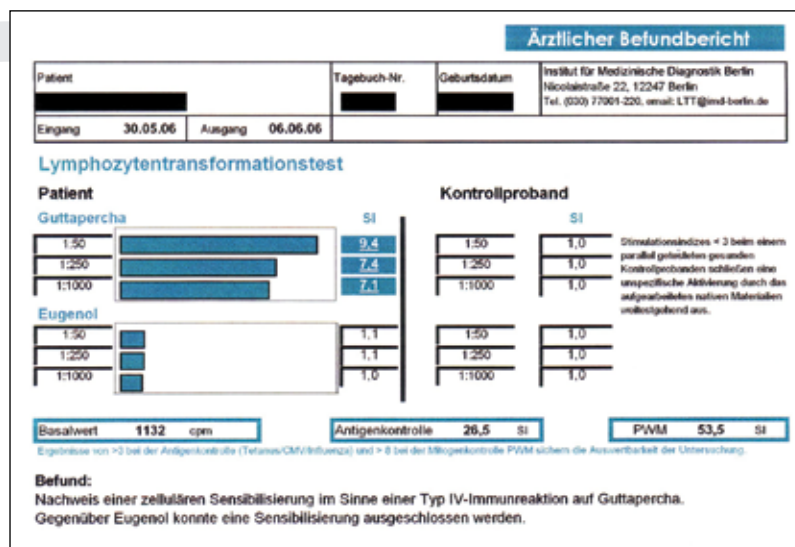 Ärztlicher Befundbericht
Patient
Tagebuch-Nr.
Geburtsdatum
Institut für Medizinische Diagnostik Berlin
Nicolaistraße 22, 12247 Berlin
Tel. (030) 77001-220, email: LTT@imd-berlin.de
Eingang 30.05.06 Ausgang 06.06.06
Lymphozytentransformationstest
Patient
Kontrollproband
Guttapercha SI SI
1:50 9,4 1:50 1,0
1:250 7,4 1:250 1,0
1:1000 7,1 1:1000 1,0
Stimulationsindizes < 3 beim einem
parallel getesteten gesunden
Kontrollprobanden schließen eine
unspezifische Aktivierung durch das
aufgearbeiteten nativen Materialien
weitestgehend aus.
Eugenol
1:50 1,1 1:50 1,0
1:250 1,1 1:250 1,0
1:1000 1,0 1:1000 1,0
Basalwert 1132 cpm Antigenkontrolle 26,5 SI PWM 53,5 SI
Ergebnisse von >3 bei der Antigenkontrolle (Tetanus/CMV/Influenza) und > 8 bei der Mitogenkontrolle PWM sichern die Auswertbarkeit der Untersuchung.
Befund:
Nachweis einer zellulären Sensibilisierung im Sinne einer Typ IV-Immunreaktion auf Guttapercha.
Gegenüber Eugenol konnte eine Sensibilisierung ausgeschlossen werden.